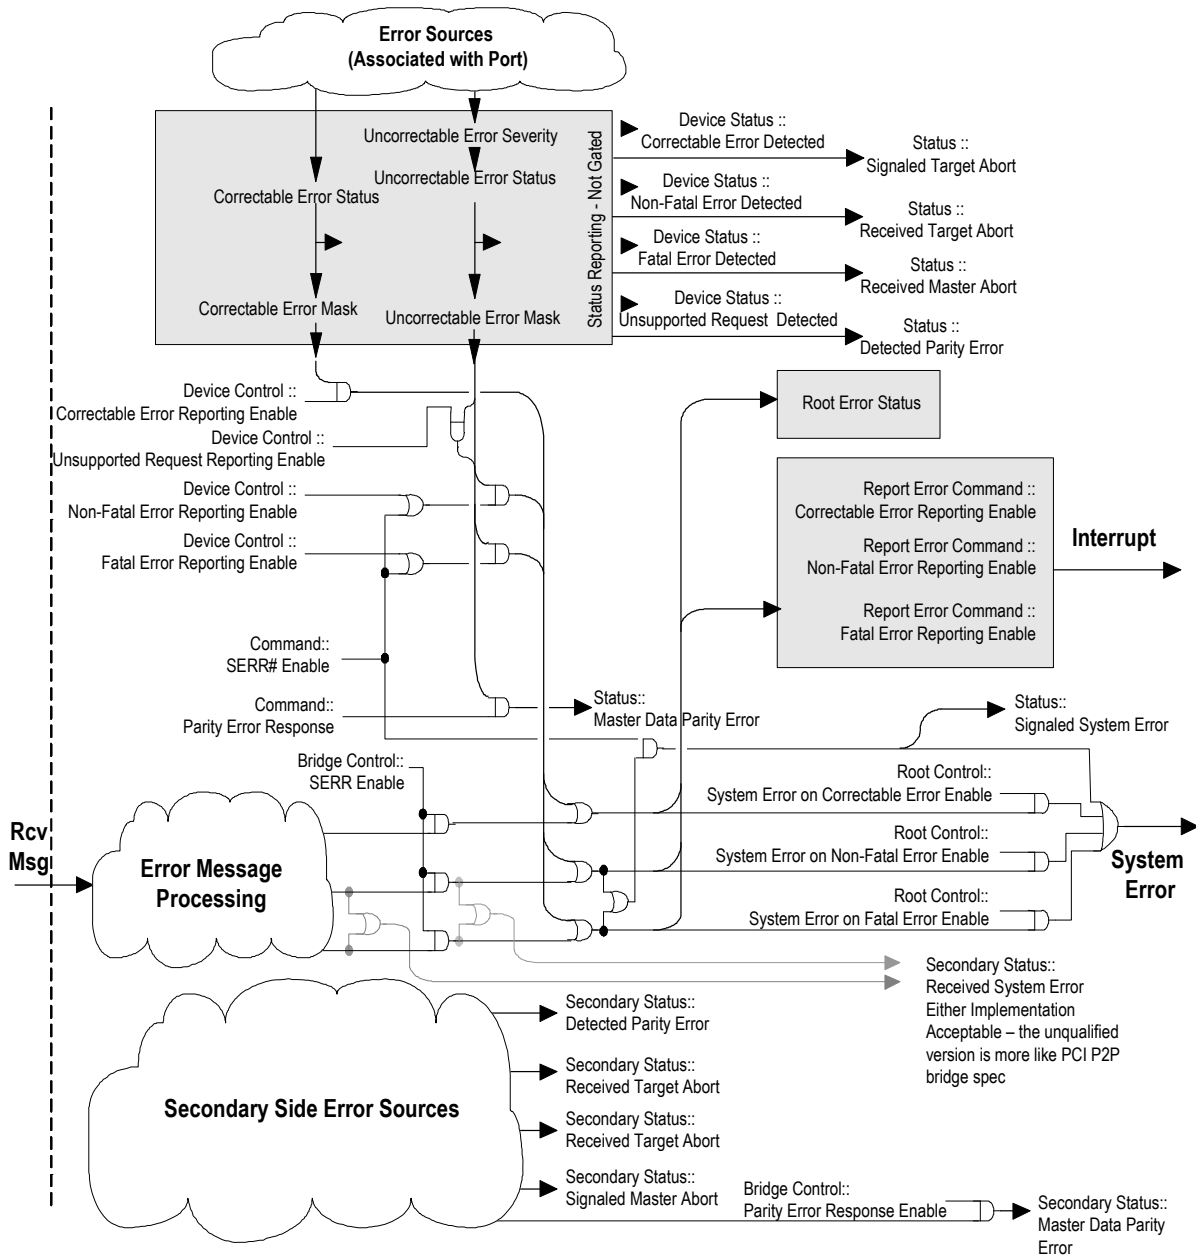 Error Sources
(Associated with Port)
Uncorrectable Error Severity
Uncorrectable Error Status
Correctable Error Status
Correctable Error Mask
Uncorrectable Error Mask
Status Reporting - Not Gated
Device Status ::
Correctable Error Detected
Status ::
Signaled Target Abort
Device Status ::
Non-Fatal Error Detected
Status ::
Received Target Abort
Device Status ::
Fatal Error Detected
Status ::
Received Master Abort
Device Status ::
Unsupported Request Detected
Status ::
Detected Parity Error
Device Control ::
Correctable Error Reporting Enable
Device Control ::
Unsupported Request Reporting Enable
Device Control ::
Non-Fatal Error Reporting Enable
Device Control ::
Fatal Error Reporting Enable
Root Error Status
Report Error Command ::
Correctable Error Reporting Enable
Report Error Command ::
Non-Fatal Error Reporting Enable
Report Error Command ::
Fatal Error Reporting Enable
Interrupt
Command::
SERR# Enable
Command::
Parity Error Response
Status::
Master Data Parity Error
Status::
Signaled System Error
Bridge Control::
SERR Enable
Root Control::
System Error on Correctable Error Enable
Root Control::
System Error on Non-Fatal Error Enable
Root Control::
System Error on Fatal Error Enable
System
Error
Rcv
Msg
Error Message
Processing
Secondary Status::
Received System Error
Either Implementation
Acceptable – the unqualified
version is more like PCI P2P
bridge spec
Secondary Side Error Sources
Secondary Status::
Detected Parity Error
Secondary Status::
Received Target Abort
Secondary Status::
Received Target Abort
Secondary Status::
Signaled Master Abort
Bridge Control::
Parity Error Response Enable
Secondary Status::
Master Data Parity
Error